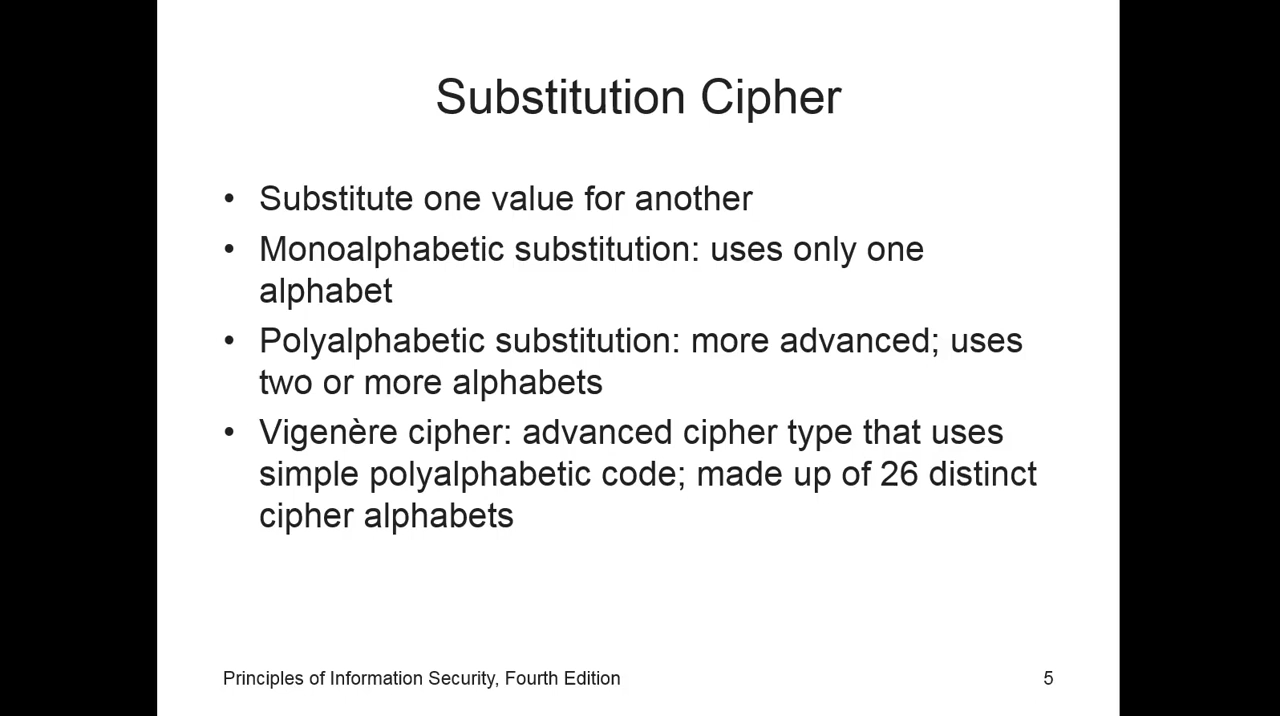 Substitution Cipher
• Substitute one value for another
• Monoalphabetic substitution: uses only one
alphabet
• Polyalphabetic substitution: more advanced; uses
two or more alphabets
• Vigenère cipher: advanced cipher type that uses
simple polyalphabetic code; made up of 26 distinct
cipher alphabets
Principles of Information Security, Fourth Edition 5